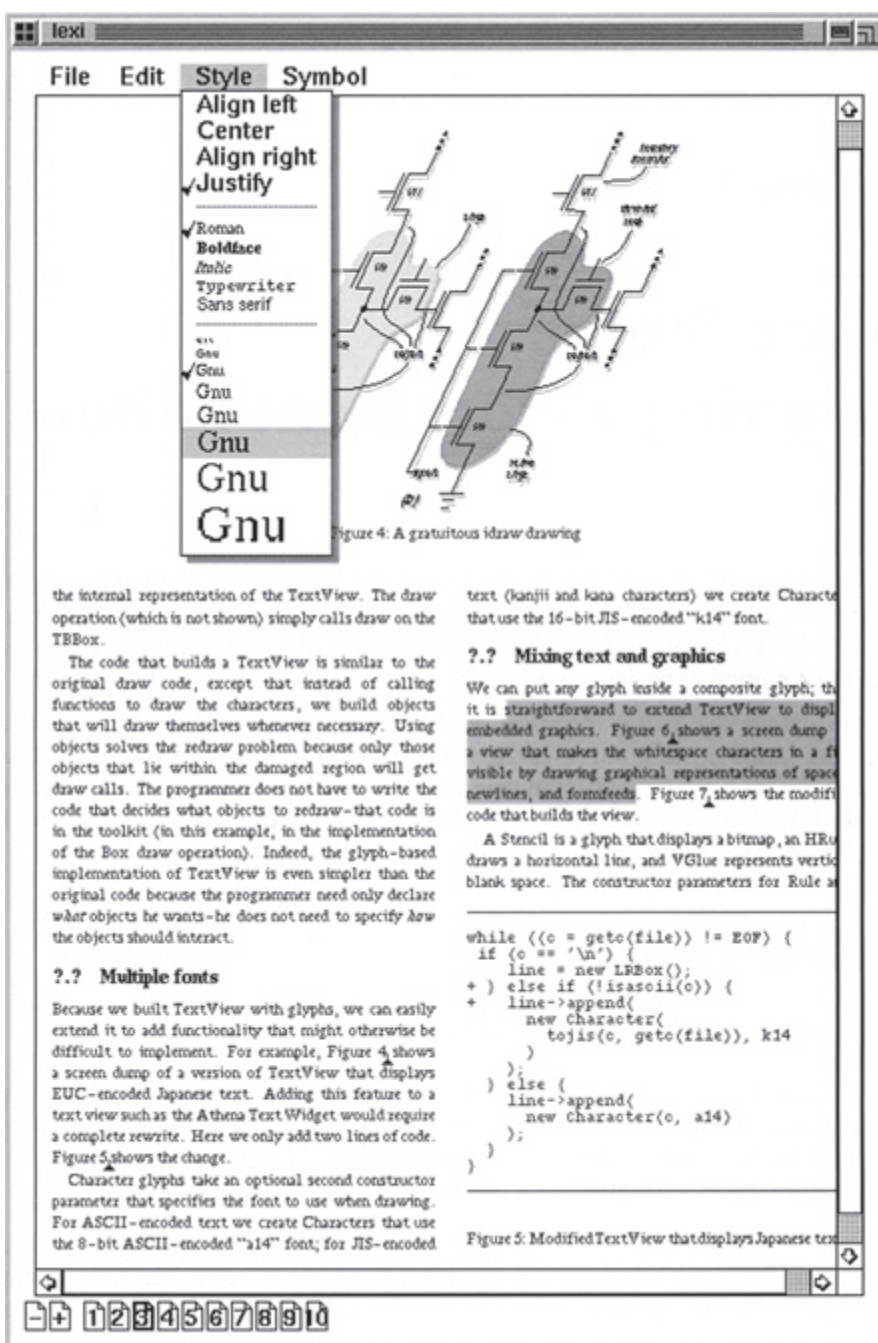 lexi
File Edit Style Symbol
Align left
Center
Align right
Justify
Roman
Boldface
Italic
Typewriter
Sans serif
Gnu
Gnu
Gnu
Gnu
Gnu
Gnu
Gnu
(b)
Figure 4: A gratuitous idraw drawing
the internal representation of the TextView. The draw
operation (which is not shown) simply calls draw on the
TBBox.
The code that builds a TextView is similar to the
original draw code, except that instead of calling
functions to draw the characters, we build objects
that will draw themselves whenever necessary. Using
objects solves the redraw problem because only those
objects that lie within the damaged region will get
draw calls. The programmer does not have to write the
code that decides what objects to redraw-that code is
in the toolkit (in this example, in the implementation
of the Box draw operation). Indeed, the glyph-based
implementation of TextView is even simpler than the
original code because the programmer need only declare
what objects he wants-he does not need to specify how
the objects should interact.
?.? Multiple fonts
Because we built TextView with glyphs, we can easily
extend it to add functionality that might otherwise be
difficult to implement. For example, Figure 4 shows
a screen dump of a version of TextView that displays
EUC-encoded Japanese text. Adding this feature to a
text view such as the Athena Text Widget would require
a complete rewrite. Here we only add two lines of code.
Figure 5 shows the change.
Character glyphs take an optional second constructor
parameter that specifies the font to use when drawing.
For ASCII-encoded text we create Characters that use
the 8-bit ASCII-encoded "a14" font; for JIS-encoded
text (kanjii and kana characters) we create Characte
that use the 16-bit JIS-encoded "k14" font.
?.? Mixing text and graphics
We can put any glyph inside a composite glyph; th
it is straightforward to extend TextView to displ
embedded graphics. Figure 6 shows a screen dump
a view that makes the whitespace characters in a fi
visible by drawing graphical representations of space
newlines, and formfeeds. Figure 7 shows the modifi
code that builds the view.
A Stencil is a glyph that displays a bitmap, an HRu
draws a horizontal line, and VGlue represents vertic
blank space. The constructor parameters for Rule a
while ((c = getc(file)) != EOF) {
if (c == '\n') {
line = new LRBox();
+ } else if (!isascii(c)) {
+ line->append(
new Character(
tojis(c, getc(file)), k14
)
);
} else {
line->append(
new Character(c, a14)
);
}
}
Figure 5: Modified TextView that displays Japanese tex
- + 1 2 3 4 5 6 7 8 9 10